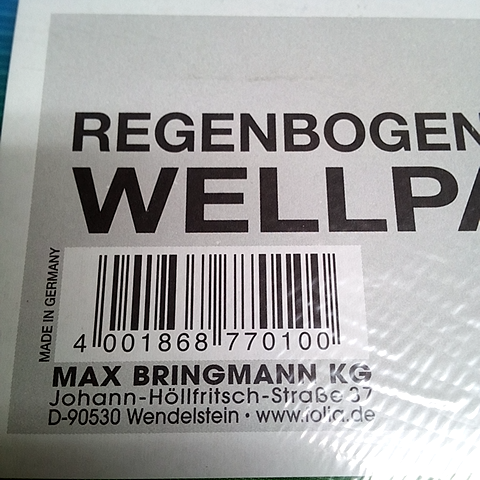 REGENBOGEN
WELLPA
MADE IN GERMANY
4 001868 770100
MAX BRINGMANN KG
Johann-Höllfritsch-Straße 37
D-90530 Wendelstein · www.folia.de